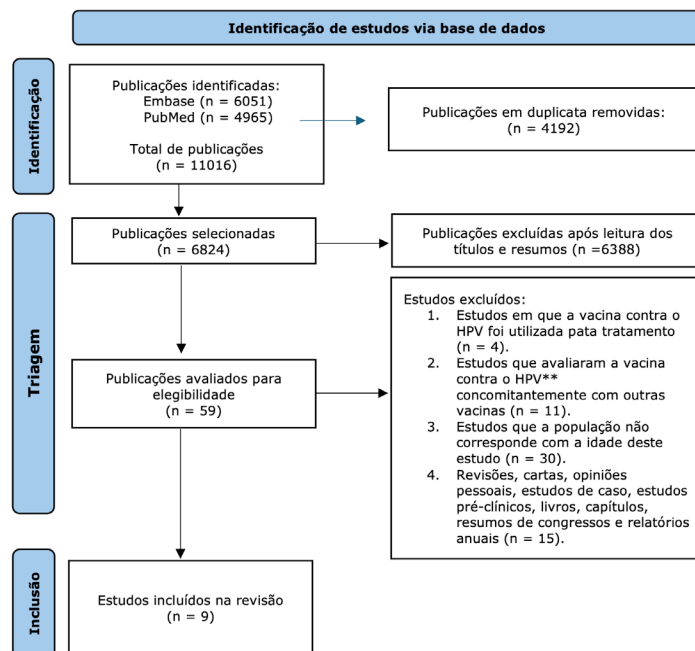 Identificação de estudos via base de dados
Identificação
Publicações identificadas:
Embase (n = 6051)
PubMed (n = 4965)
Total de publicações
(n = 11016)
Publicações em duplicata removidas:
(n = 4192)
Triagem
Publicações selecionadas
(n = 6824)
Publicações excluídas após leitura dos
títulos e resumos (n =6388)
Publicações avaliados para
elegibilidade
(n = 59)
Estudos excluídos:
1. Estudos em que a vacina contra o
HPV foi utilizada pata tratamento
(n = 4).
2. Estudos que avaliaram a vacina
contra o HPV**
concomitantemente com outras
vacinas (n = 11).
3. Estudos que a população não
corresponde com a idade deste
estudo (n = 30).
4. Revisões, cartas, opiniões
pessoais, estudos de caso, estudos
pré-clínicos, livros, capítulos,
resumos de congressos e relatórios
anuais (n = 15).
Inclusão
Estudos incluídos na revisão
(n = 9)